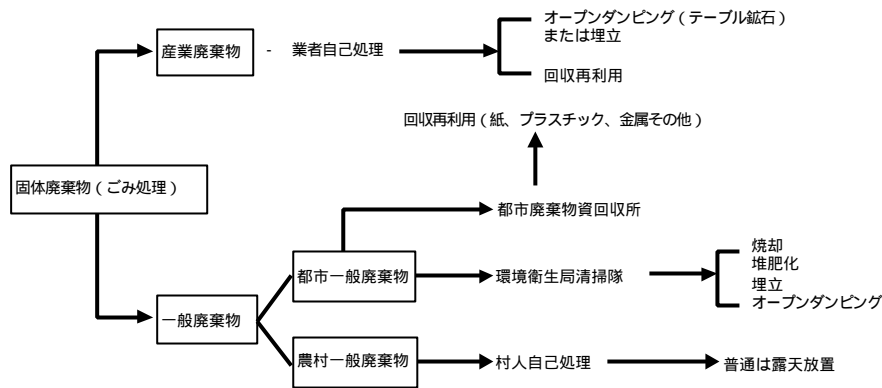 オープンダンピング(テーブル鉱石)
または埋立
産業廃棄物 - 業者自己処理
回収再利用
回収再利用(紙、プラスチック、金属その他)
固体廃棄物(ごみ処理)
都市廃棄物資回収所
焼却
都市一般廃棄物
環境衛生局清掃隊
堆肥化
埋立
オープンダンピング
一般廃棄物
農村一般廃棄物
村人自己処理
普通は露天放置